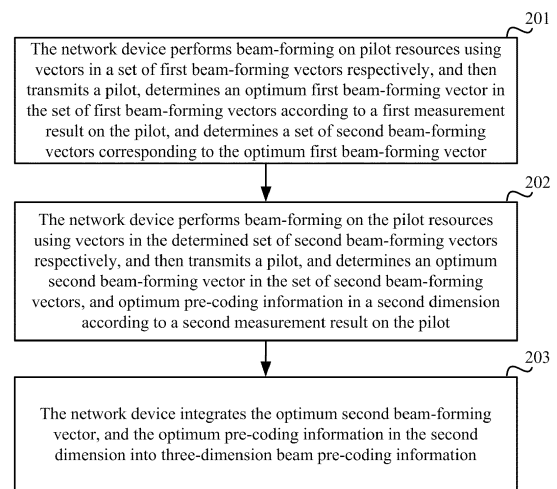 201
The network device performs beam-forming on pilot resources using
vectors in a set of first beam-forming vectors respectively, and then
transmits a pilot, determines an optimum first beam-forming vector in
the set of first beam-forming vectors according to a first measurement
result on the pilot, and determines a set of second beam-forming
vectors corresponding to the optimum first beam-forming vector
202
The network device performs beam-forming on the pilot resources
using vectors in the determined set of second beam-forming vectors
respectively, and then transmits a pilot, and determines an optimum
second beam-forming vector in the set of second beam-forming
vectors, and optimum pre-coding information in a second dimension
according to a second measurement result on the pilot
203
The network device integrates the optimum second beam-forming
vector, and the optimum pre-coding information in the second
dimension into three-dimension beam pre-coding information